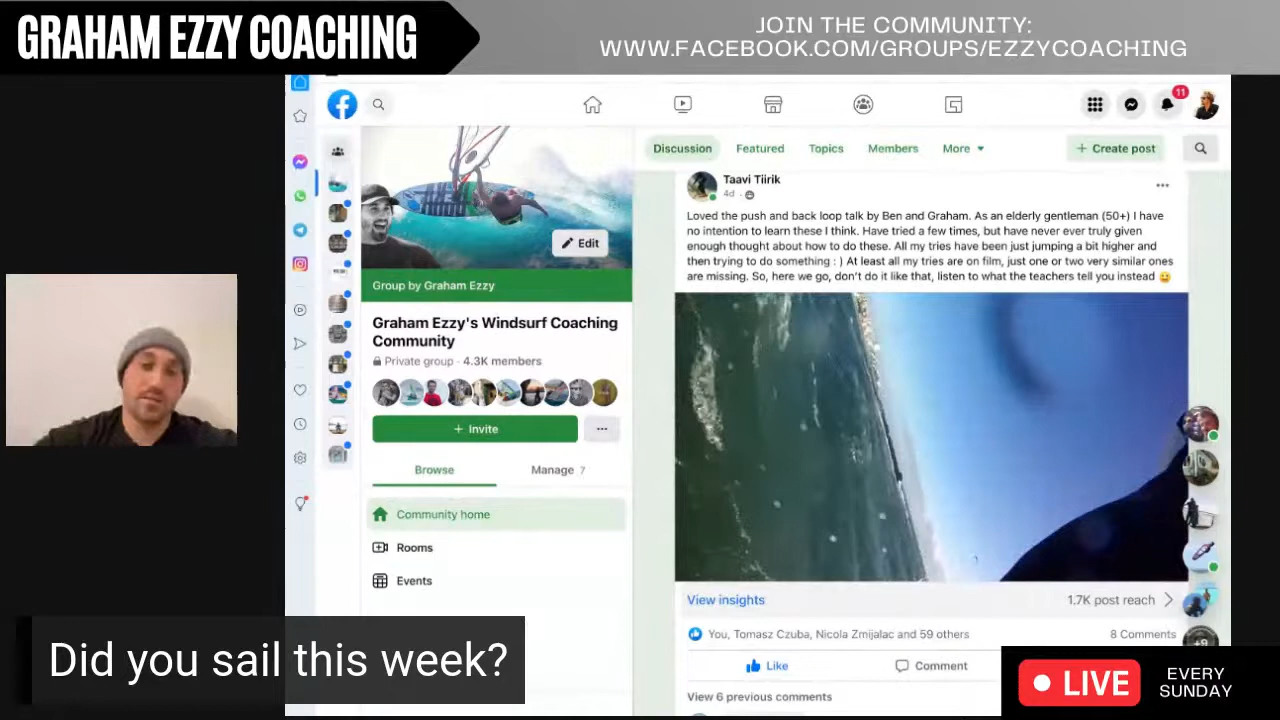 GRAHAM EZZY COACHING
JOIN THE COMMUNITY:
WWW.FACEBOOK.COM/GROUPS/EZZYCOACHING
11
Discussion
Featured
Topics
Members
More
+ Create post
Edit
Group by Graham Ezzy
Graham Ezzy's Windsurf Coaching
Community
Private group · 4.3K members
+ Invite
Browse
Manage 7
Community home
Rooms
Events
Taavi Tiirik
4d
Loved the push and back loop talk by Ben and Graham. As an elderly gentleman (50+) I have
no intention to learn these I think. Have tried a few times, but have never ever truly given
enough thought about how to do these. All my tries have been just jumping a bit higher and
then trying to do something : ) At least all my tries are on film, just one or two very similar ones
are missing. So, here we go, don't do it like that, listen to what the teachers tell you instead
View insights
1.7K post reach
You, Tomasz Czuba, Nicola Zmijalac and 59 others
8 Comments
Like
Comment
View 6 previous comments
+9
Did you sail this week?
LIVE
EVERY
SUNDAY